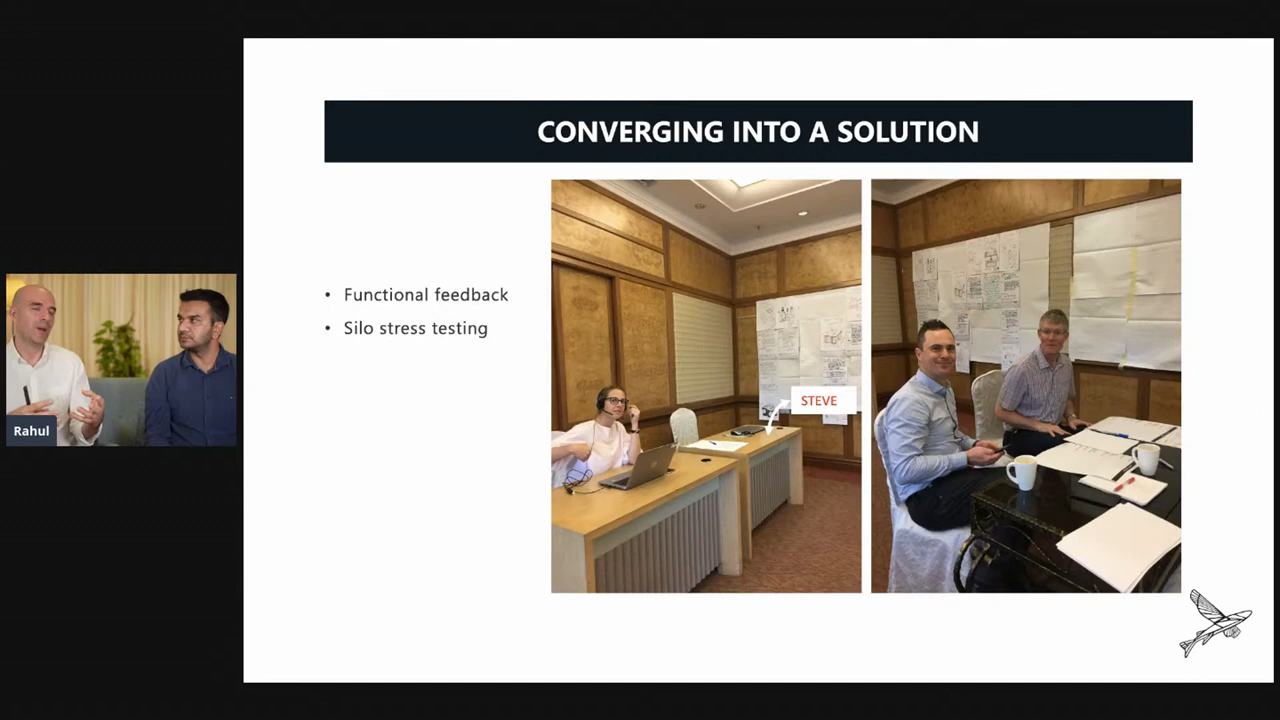 CONVERGING INTO A SOLUTION
• Functional feedback
• Silo stress testing
STEVE
Rahul